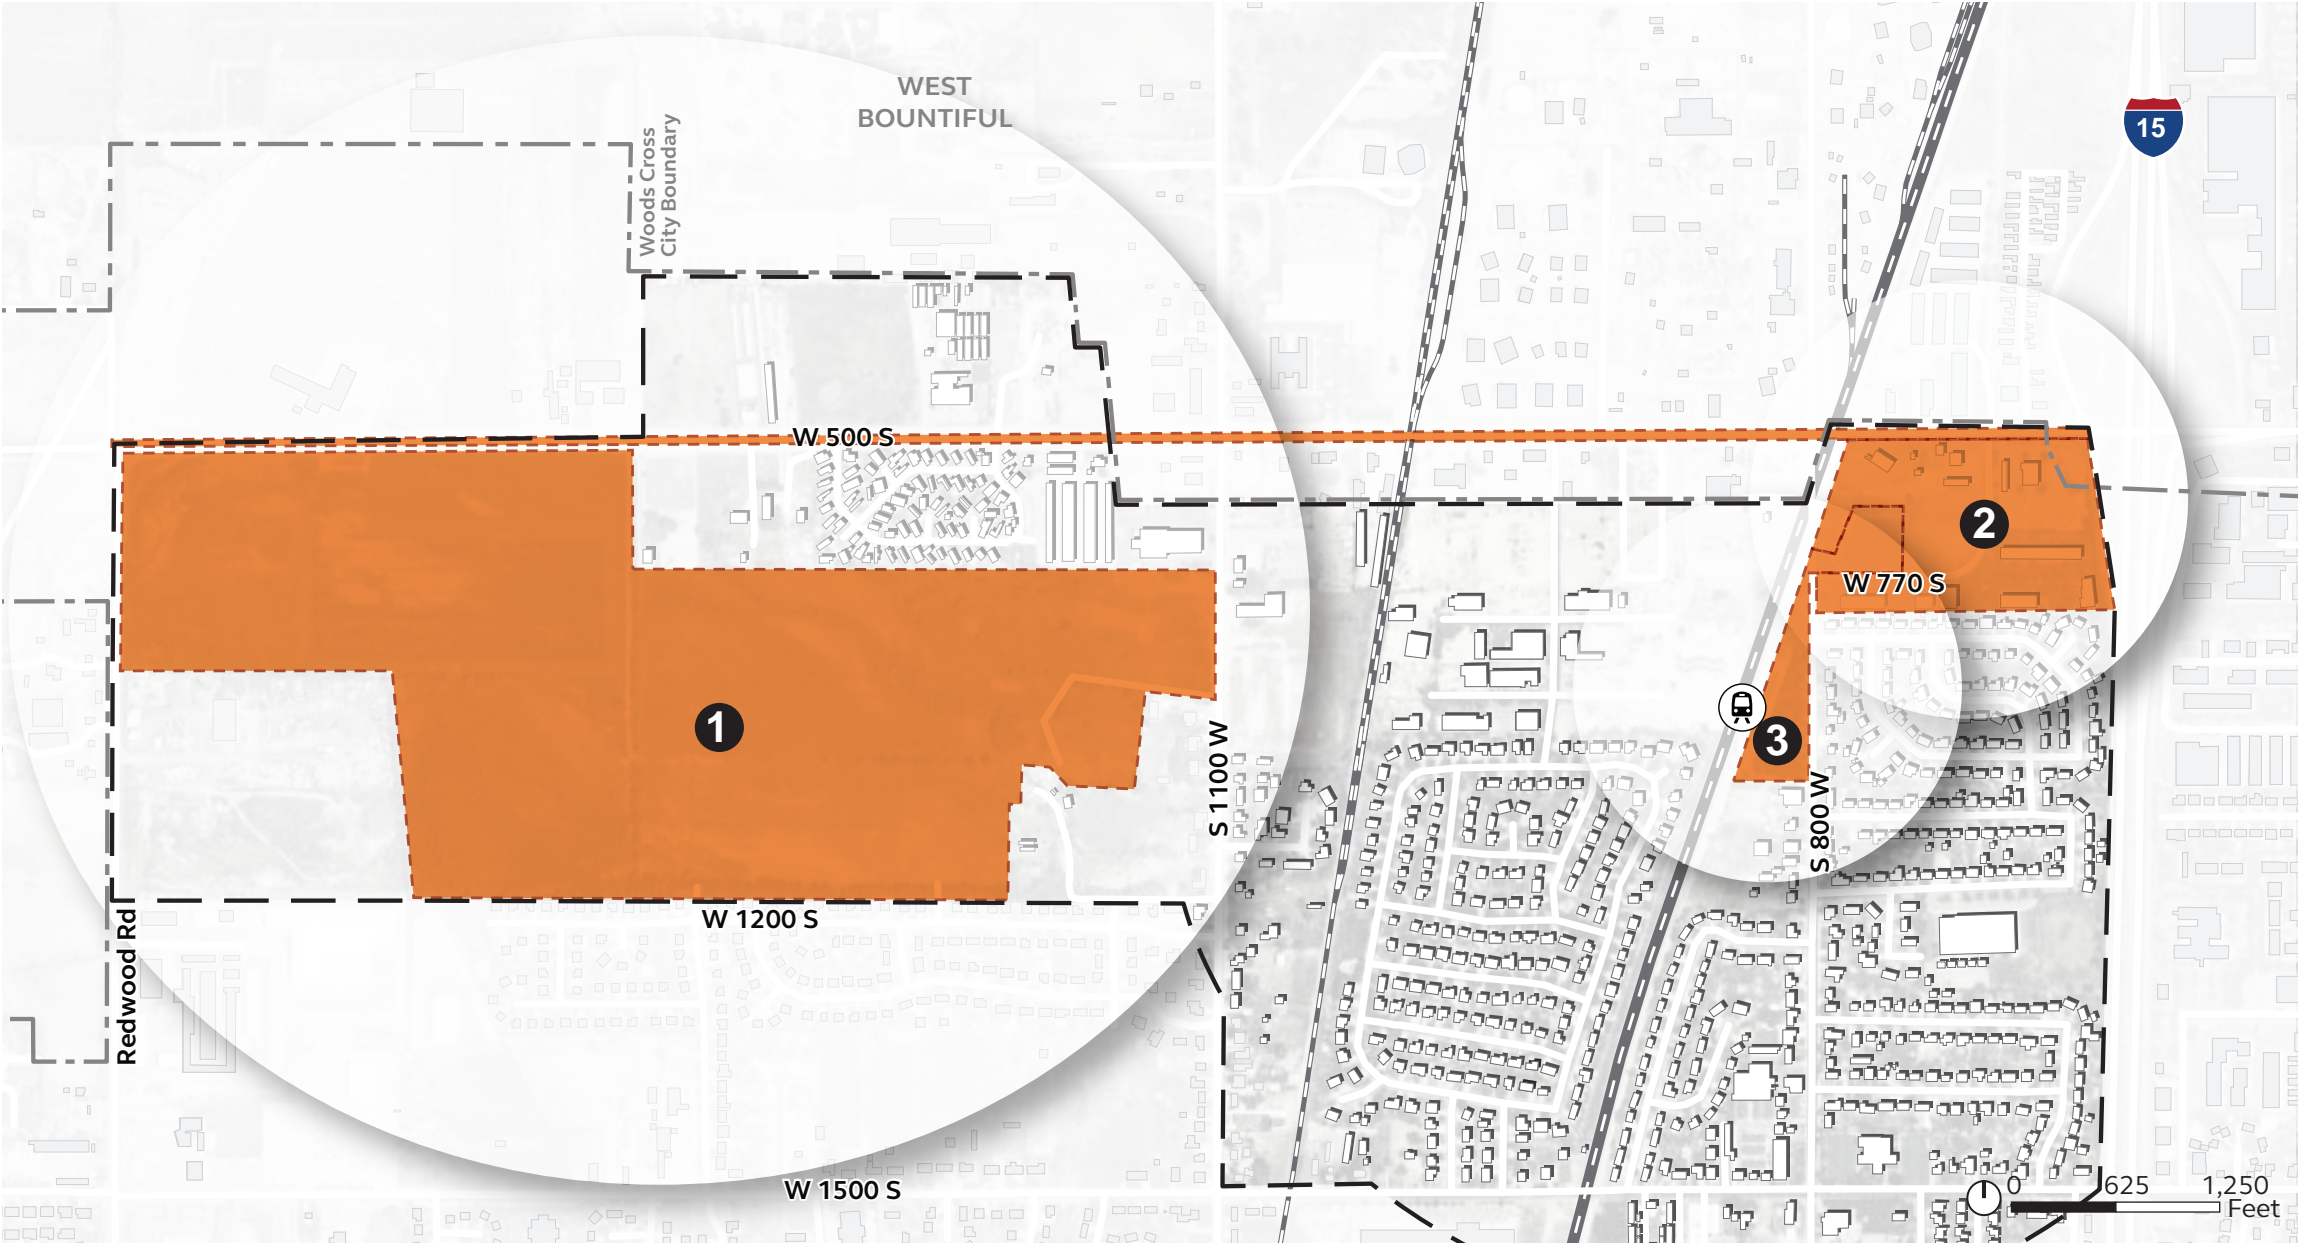 WEST
BOUNTIFUL
15
Woods Cross
City Boundary
W 500 S
2
W 770 S
1
3
S 1100 W
S 800 W
W 1200 S
Redwood Rd
W 1500 S
0 625 1,250
Feet